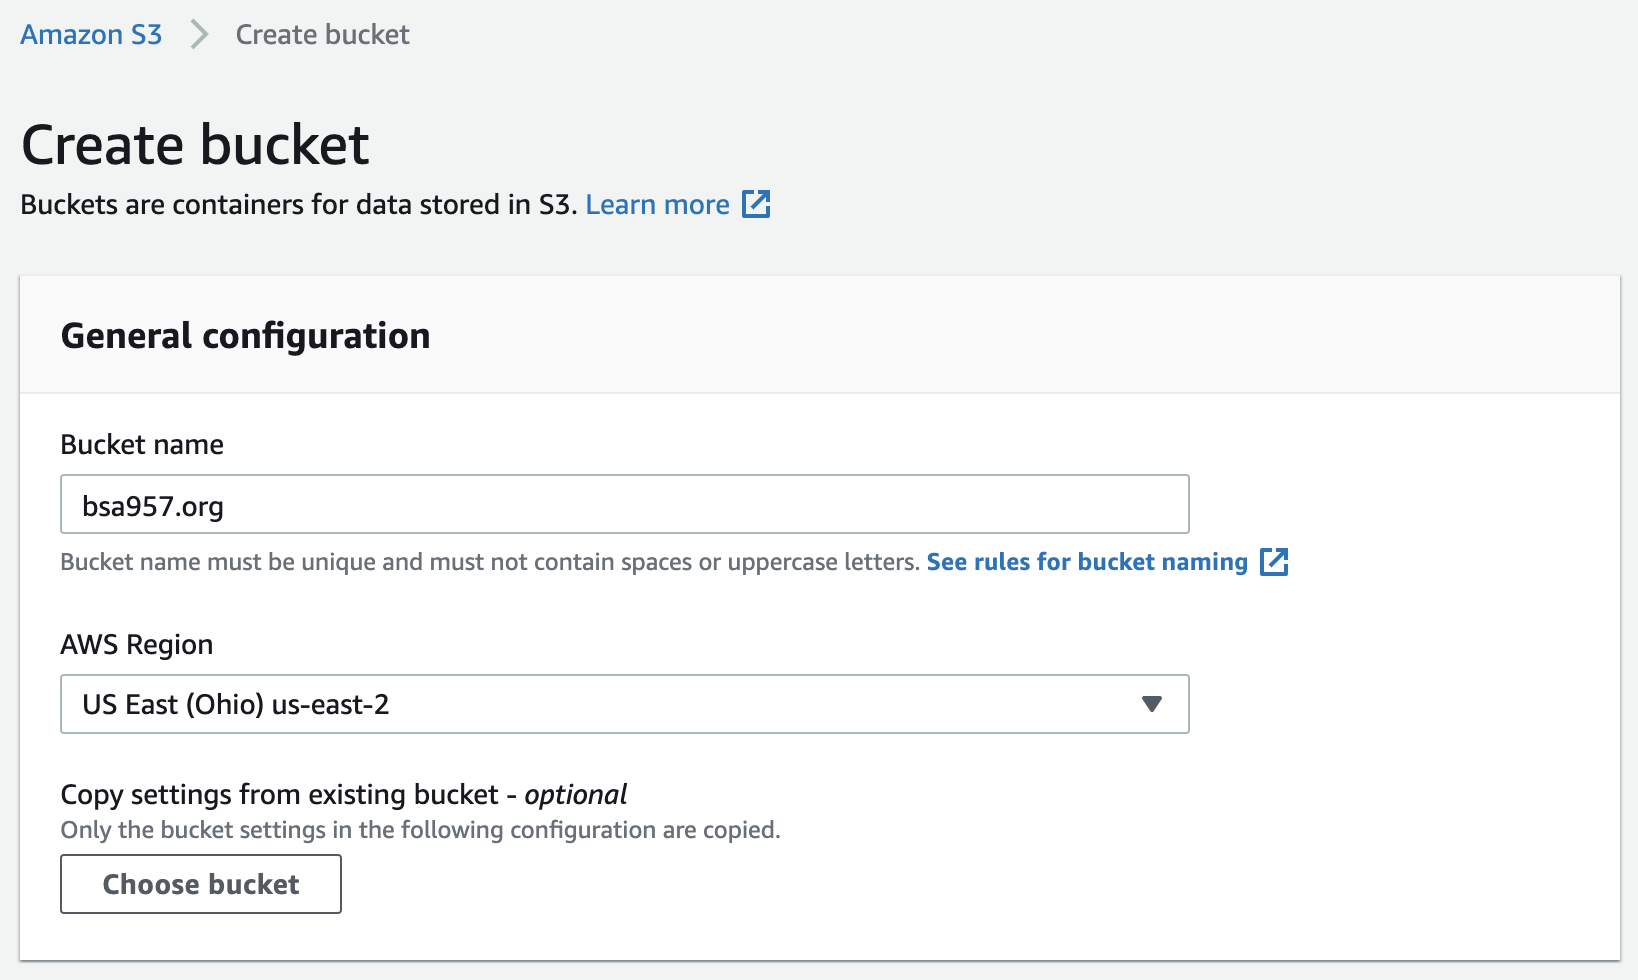 Amazon S3 Create bucket
Create bucket
Buckets are containers for data stored in S3. Learn more
General configuration
Bucket name
bsa957.org
Bucket name must be unique and must not contain spaces or uppercase letters. See rules for bucket naming
AWS Region
US East (Ohio) us-east-2
Copy settings from existing bucket - optional
Only the bucket settings in the following configuration are copied.
Choose bucket